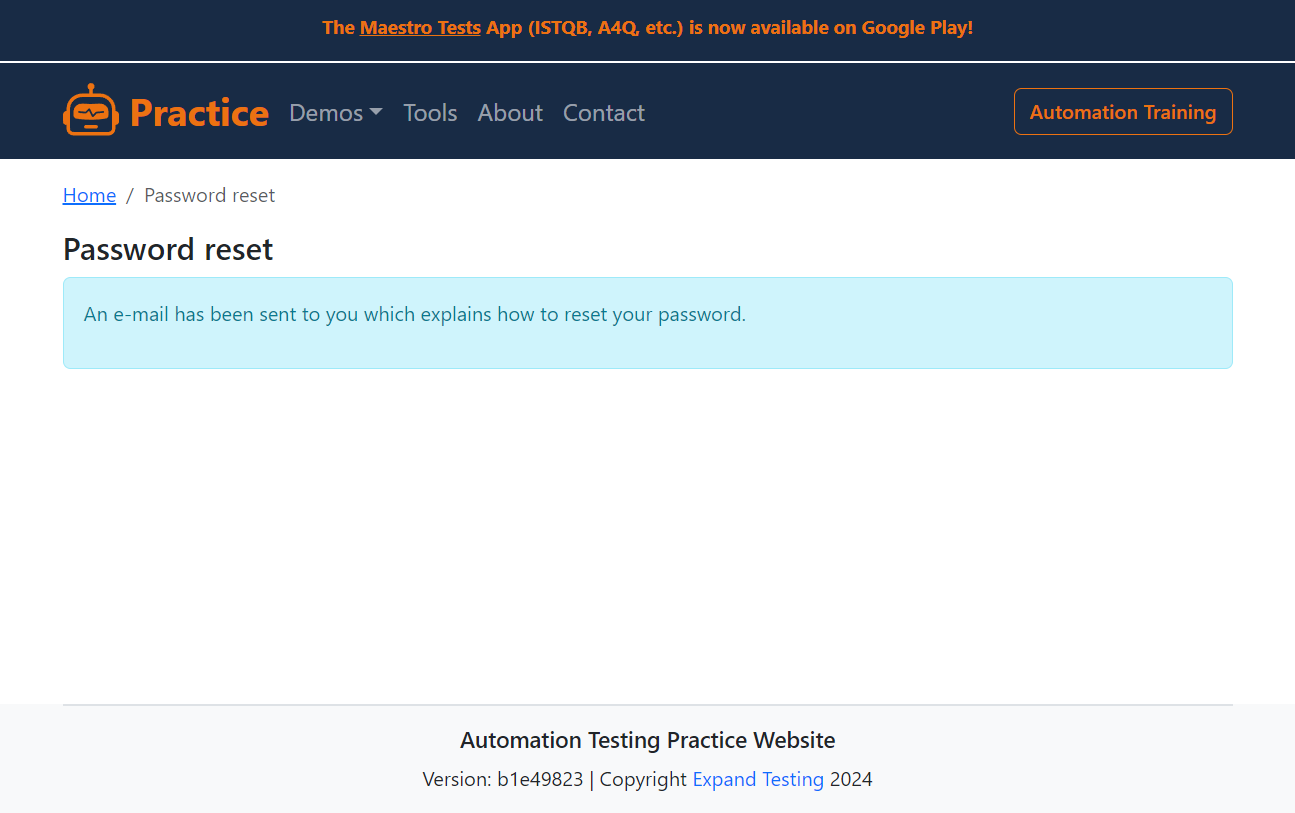 The Maestro Tests App (ISTQB, A4Q, etc.) is now available on Google Play!
Practice Demos Tools About Contact Automation Training
Home / Password reset
Password reset
An e-mail has been sent to you which explains how to reset your password.
Automation Testing Practice Website
Version: b1e49823 | Copyright Expand Testing 2024